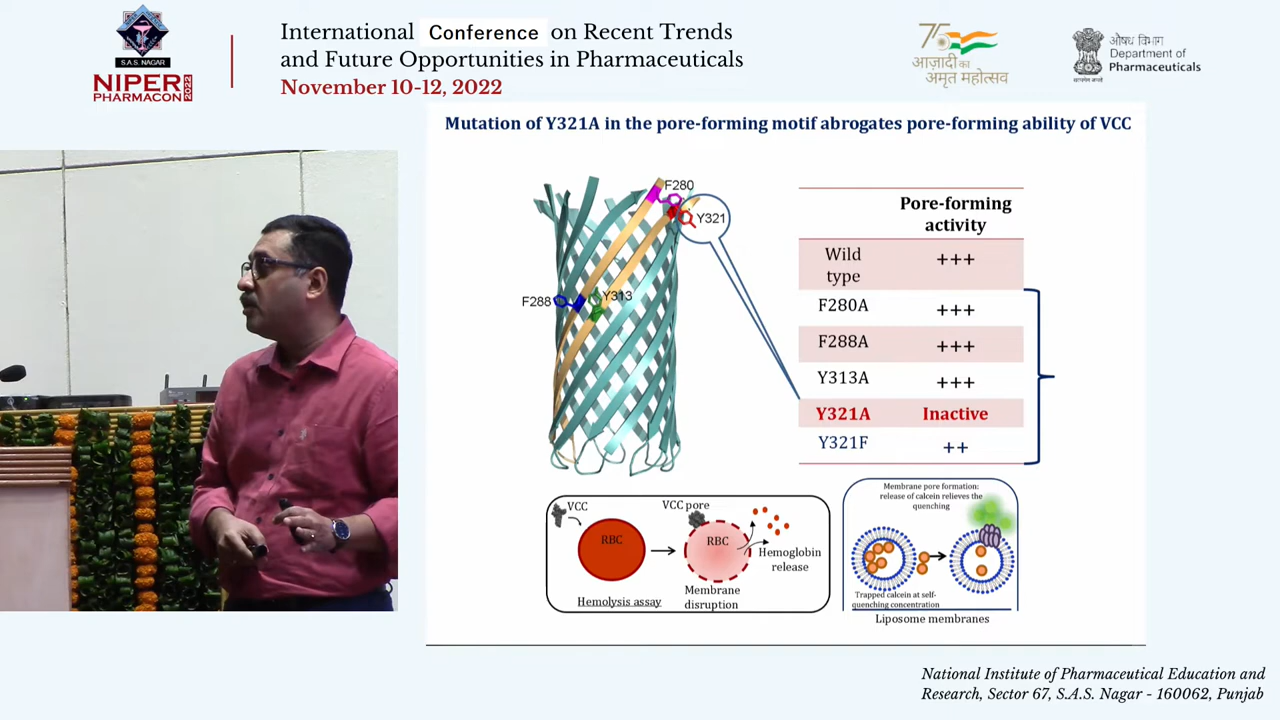 International Conference on Recent Trends
and Future Opportunities in Pharmaceuticals
November 10-12, 2022
S.A.S. NAGAR
NIPER
PHARMACON 2022
75
आज़ादी का
अमृत महोत्सव
औषध विभाग
Department of
Pharmaceuticals
सत्यमेव जयते
Mutation of Y321A in the pore-forming motif abrogates pore-forming ability of VCC
F280
Y321
F288
Y313
Pore-forming
activity
Wild
type
+++
F280A
+++
F288A
+++
Y313A
+++
Y321A
Inactive
Y321F
++
VCC
RBC
VCC pore
RBC
Hemoglobin
release
Membrane
disruption
Hemolysis assay
Membrane pore formation:
release of calcein relieves the
quenching
Trapped calcein at self-
quenching concentration
Liposome membranes
National Institute of Pharmaceutical Education and
Research, Sector 67, S.A.S. Nagar - 160062, Punjab